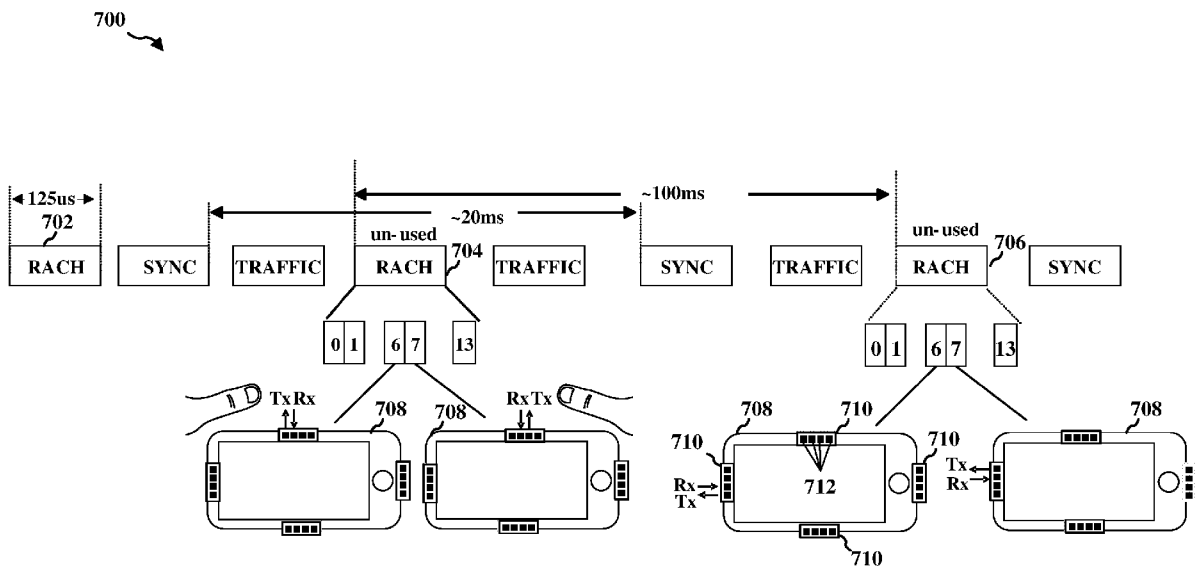 700
125us
~100ms
702
~20ms
un-used
704
un-used
706
RACH
SYNC
TRAFFIC
RACH
TRAFFIC
SYNC
TRAFFIC
RACH
SYNC
0 1 6 7 13
0 1 6 7 13
Tx Rx
708
708
Rx Tx
708
710
708
710
710
Rx
Tx
712
Tx
Rx
710